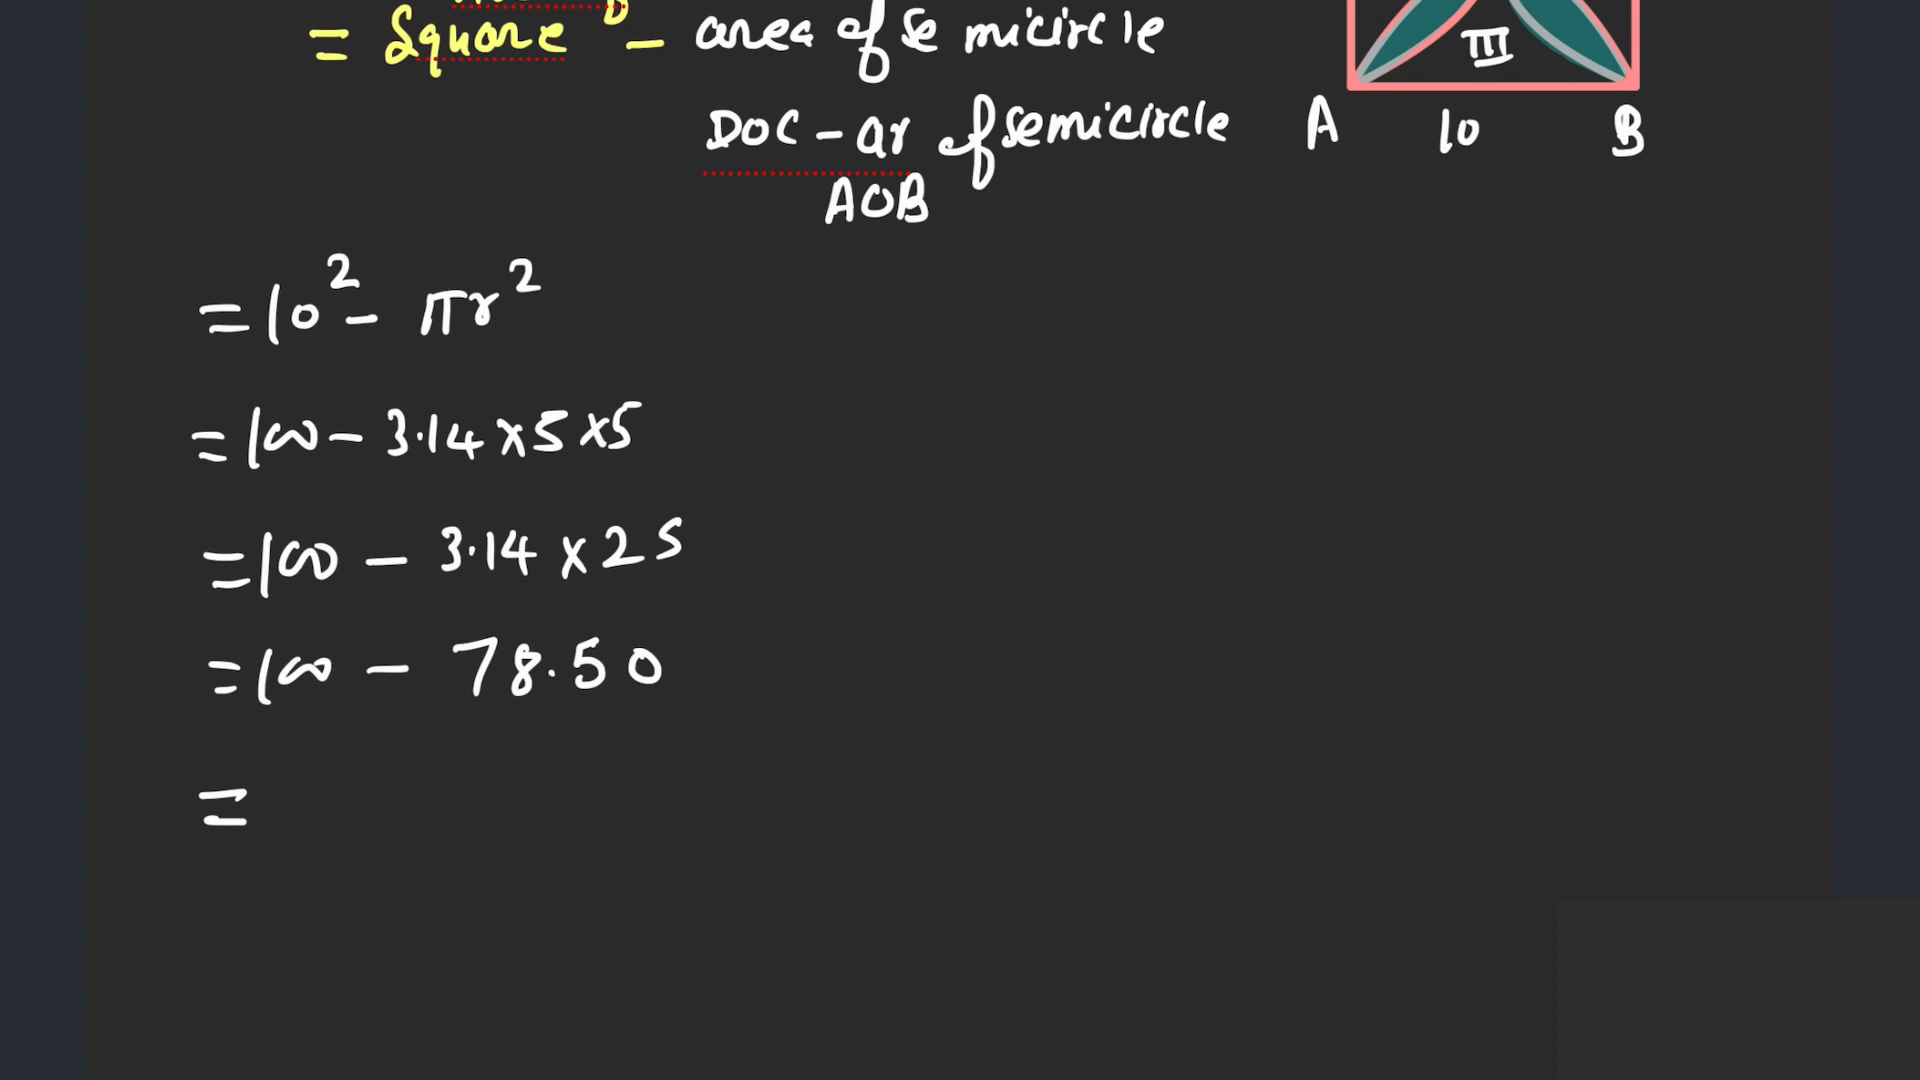 = Square - area of semicircle
III
DOC - ar of semicircle
A 10 B
AOB
= 10² - πr²
= 100 - 3.14 × 5 × 5
= 100 - 3.14 × 25
= 100 - 78.50
=